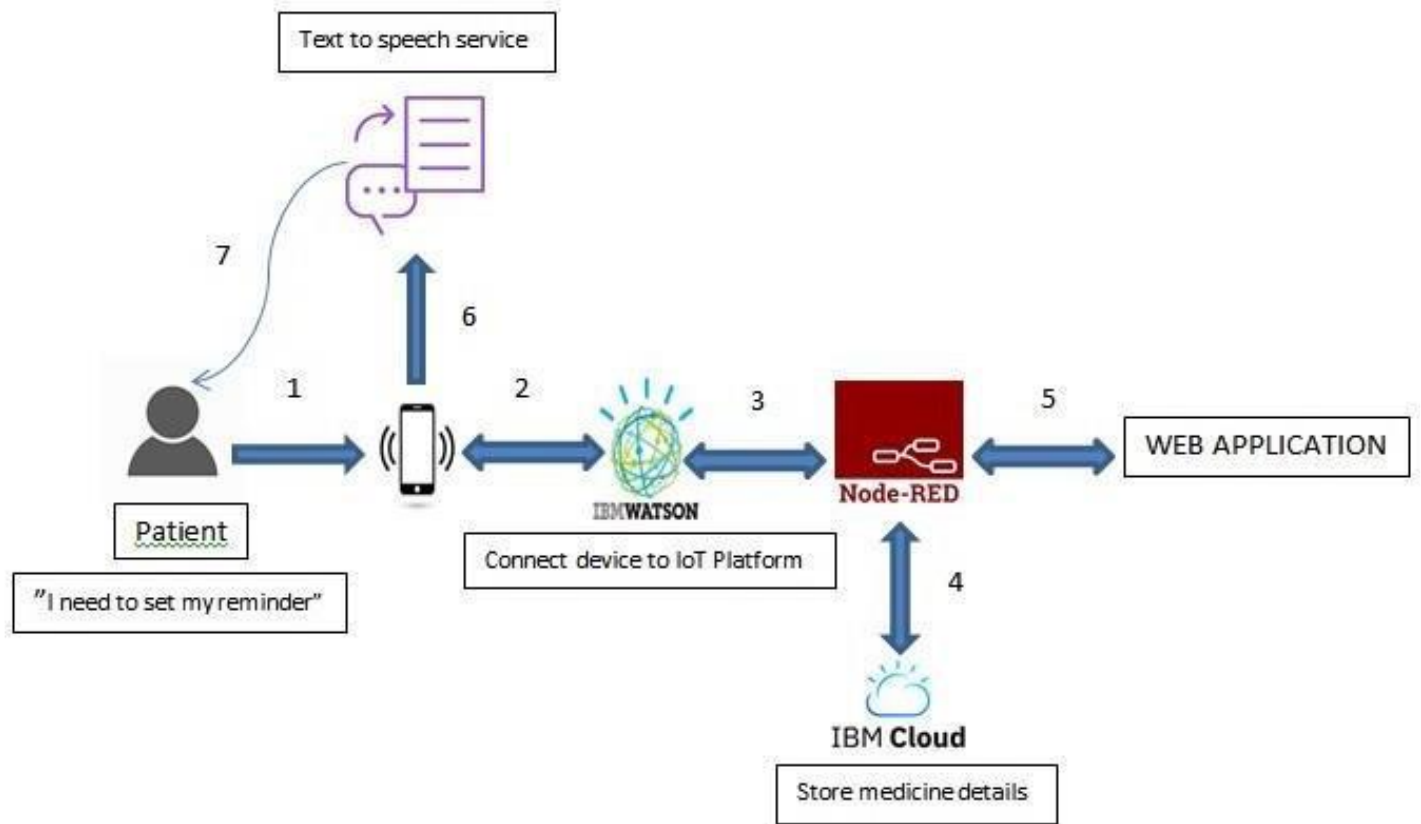 Text to speech service
7
6
1
2
3
5
WEB APPLICATION
Node-RED
IBMWATSON
Patient
Connect device to IoT Platform
"I need to set my reminder"
4
IBM Cloud
Store medicine details